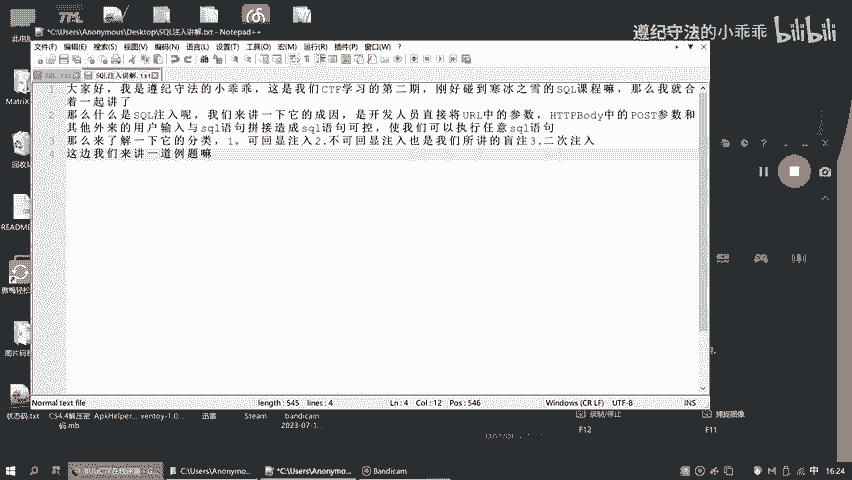 遵纪守法的小乖乖 bilibili
*C:\Users\Anonymous\Desktop\SQL注入讲解.txt - Notepad++
文件(F) 编辑(E) 搜索(S) 视图(V) 编码(N) 语言(L) 设置(T) 工具(O) 宏(M) 运行(R) 插件(P) 窗口(W) ?
SQL.txt SQL注入讲解.txt
1 大家好，我是遵纪守法的小乖乖，这是我们CTF学习的第二期，刚好碰到寒冰之雪的SQL课程嘛，那么我就合
着一起讲了
2 那么什么是SQL注入呢，我们来讲一下它的成因，是开发人员直接将URL中的参数，HTTPBody中的POST参数和
其他外来的用户输入与sql语句拼接造成sql语句可控，使我们可以执行任意sql语句
3 那么来了解一下它的分类，1。可回显注入2.不可回显注入也是我们所讲的盲注3.二次注入
4 这边我们来讲一道例题嘛
此电脑
MatriX
回收站
README
微梅轻松
图片码
Normal text file length : 545 lines : 4 Ln : 4 Col : 12 Pos : 546 Windows (CR LF) UTF-8 INS
状态码.txt CS4.4解压密码.mb ApkHelper... ventoy-1.0... 迅雷 Steam bandicam 2023-07-1...
录制/停止 捕捉图像
F12 F11
BUUCTF在线评测 - G... C:\Users\Anonymo... *C:\Users\Anonymo... Bandicam 中 16:24